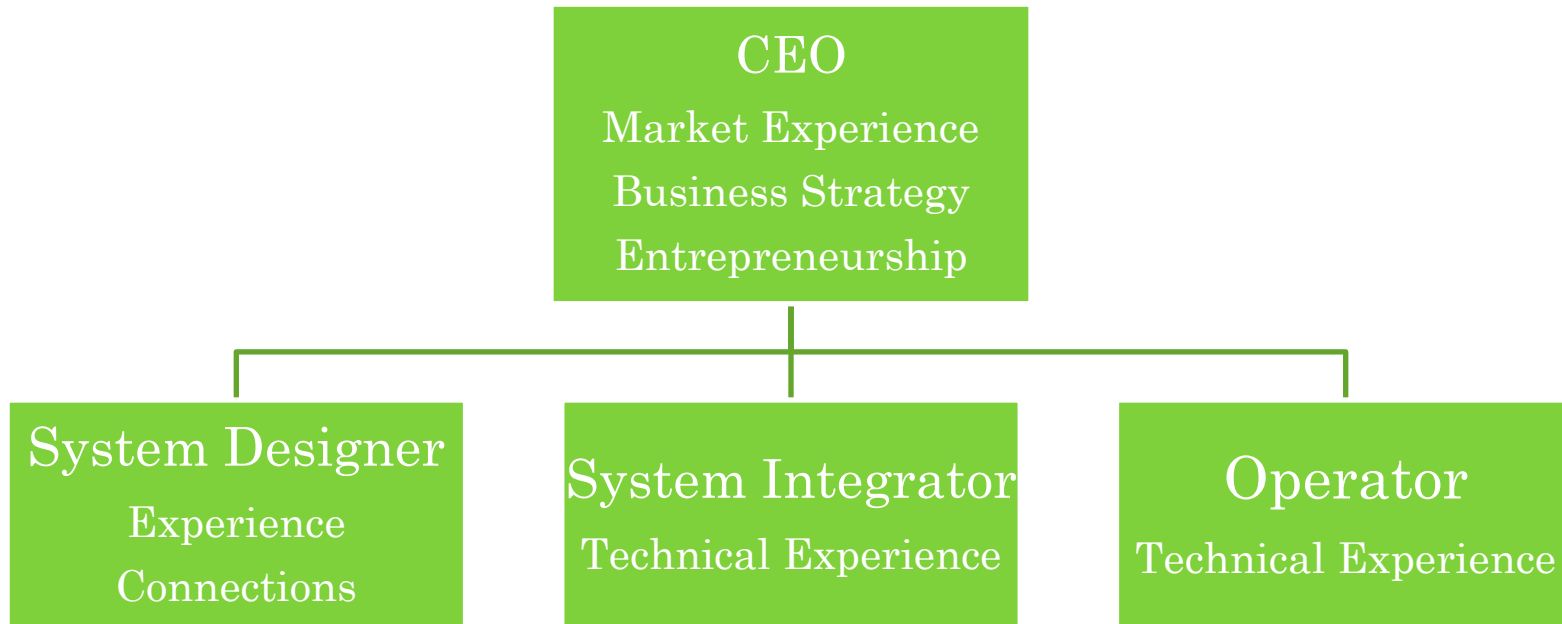 CEO
Market Experience
Business Strategy
Entrepreneurship
System Designer
Experience
Connections
System Integrator
Technical Experience
Operator
Technical Experience